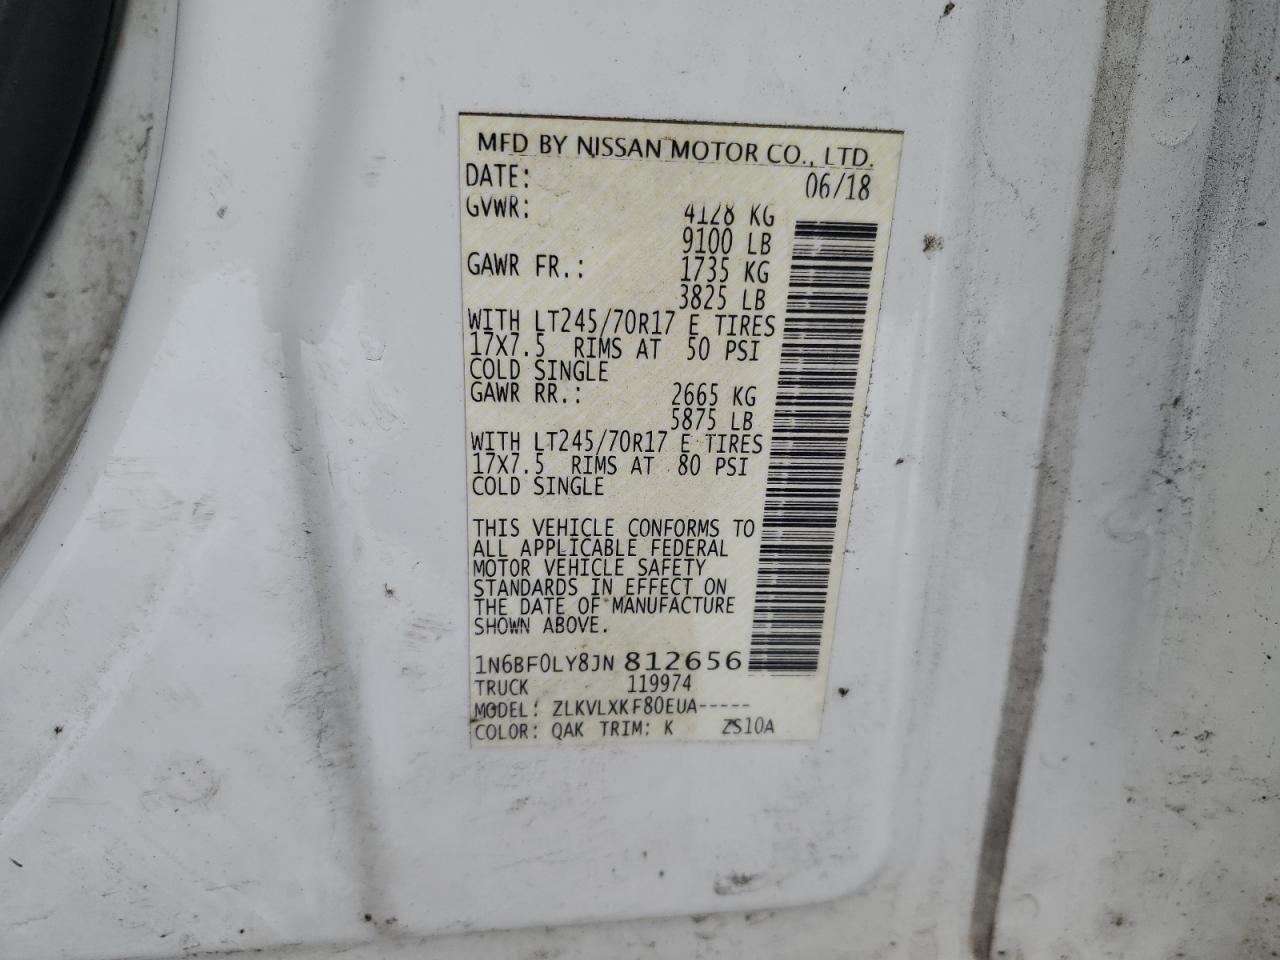 MFD BY NISSAN MOTOR CO., LTD.
DATE: 06/18
GVWR: 4128 KG
9100 LB
GAWR FR.: 1735 KG
3825 LB
WITH LT245/70R17 E TIRES
17X7.5 RIMS AT 50 PSI
COLD SINGLE
GAWR RR.: 2665 KG
5875 LB
WITH LT245/70R17 E TIRES
17X7.5 RIMS AT 80 PSI
COLD SINGLE
THIS VEHICLE CONFORMS TO
ALL APPLICABLE FEDERAL
MOTOR VEHICLE SAFETY
STANDARDS IN EFFECT ON
THE DATE OF MANUFACTURE
SHOWN ABOVE.
1N6BF0LY8JN 812656
TRUCK 119974
MODEL: ZLKVLXKF80EUA-----
COLOR: QAK TRIM: K ZS10A